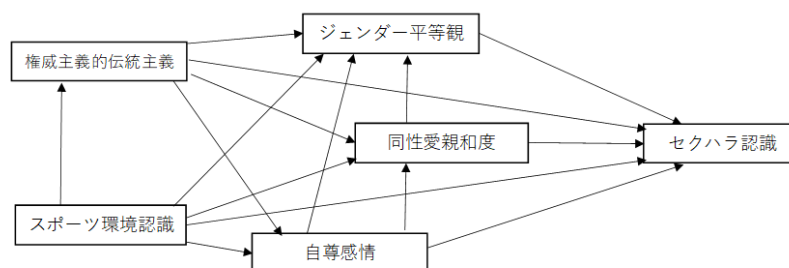 ジェンダー平等観
権威主義的伝統主義
同性愛親和度
セクハラ認識
スポーツ環境認識
自尊感情